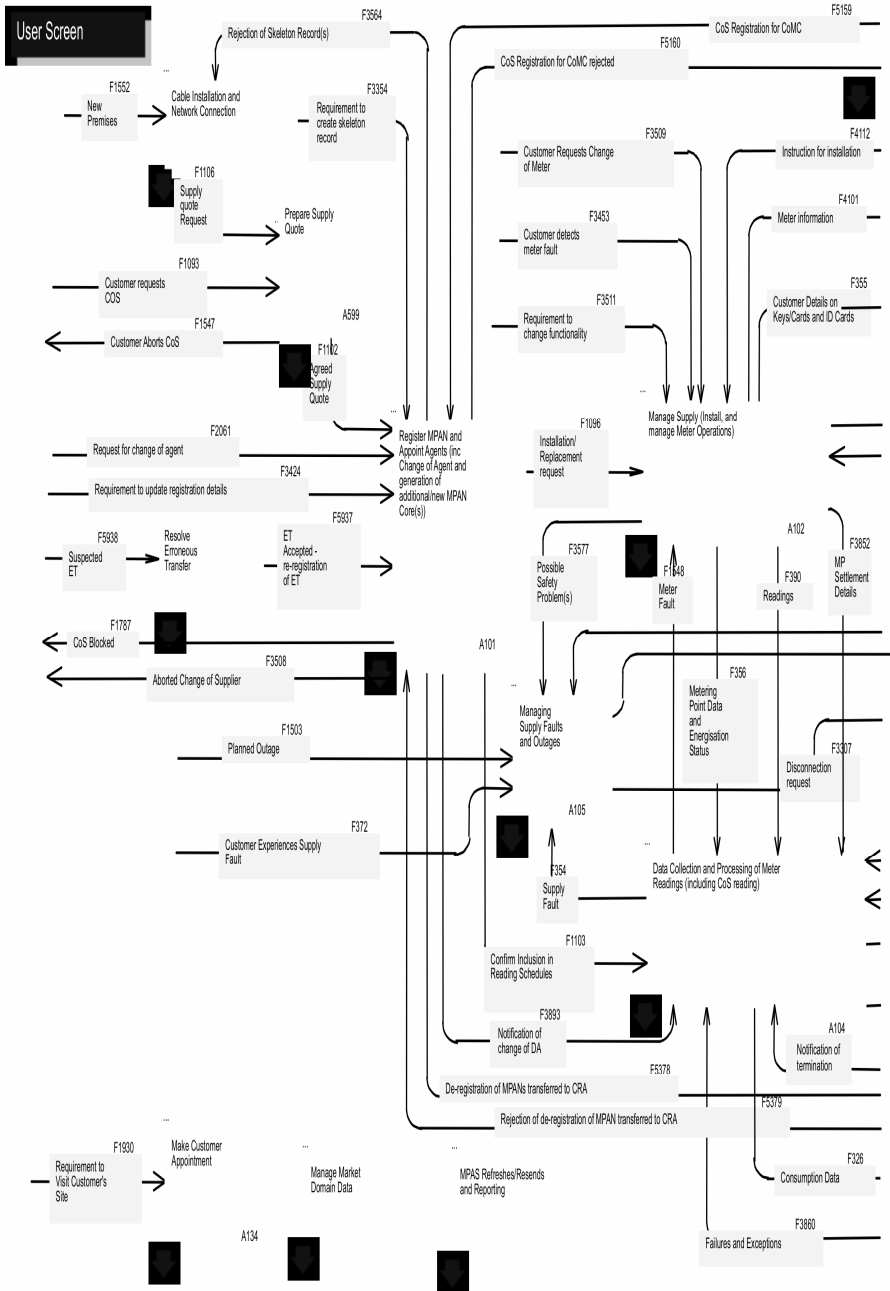 User Screen
F3564
Rejection of Skeleton Record(s)
F5159
CoS Registration for CoMC
F5160
CoS Registration for CoMC rejected
...
Cable Installation and
Network Connection
F1552
New
Premises
F3354
Requirement to
create skeleton
record
F3509
Customer Requests Change
of Meter
F4112
Instruction for installation
F1106
Supply
quote
Request
..
Prepare Supply
Quote
F3453
Customer detects
meter fault
F4101
Meter information
F1093
Customer requests
COS
F355
Customer Details on
Keys/Cards and ID Cards
F1547
Customer Aborts CoS
A599
F3511
Requirement to
change functionality
F1102
Agreed
Supply
Quote
...
Register MPAN and
Appoint Agents (inc
Change of Agent and
generation of
additional/new MPAN
Core(s))
...
Manage Supply (Install, and
manage Meter Operations)
F2061
Request for change of agent
F1096
Installation/
Replacement
request
F3424
Requirement to update registration details
F5938
Suspected
ET
Resolve
Erroneous
Transfer
F5937
ET
Accepted -
re-registration
of ET
A102
F3577
Possible
Safety
Problem(s)
F1548
Meter
Fault
F390
Readings
F3852
MP
Settlement
Details
F1787
CoS Blocked
A101
F3508
Aborted Change of Supplier
F356
Metering
Point Data
and
Energisation
Status
...
Managing
Supply Faults
and Outages
F1503
Planned Outage
F3307
Disconnection
request
A105
F372
Customer Experiences Supply
Fault
...
Data Collection and Processing of Meter
Readings (including CoS reading)
F354
Supply
Fault
F1103
Confirm Inclusion in
Reading Schedules
F3893
Notification of
change of DA
A104
Notification of
termination
F5378
De-registration of MPANs transferred to CRA
F5379
Rejection of de-registration of MPAN transferred to CRA
F1930
Requirement to
Visit Customer's
Site
...
Make Customer
Appointment
...
Manage Market
Domain Data
...
MPAS Refreshes/Resends
and Reporting
F326
Consumption Data
A134
F3860
Failures and Exceptions